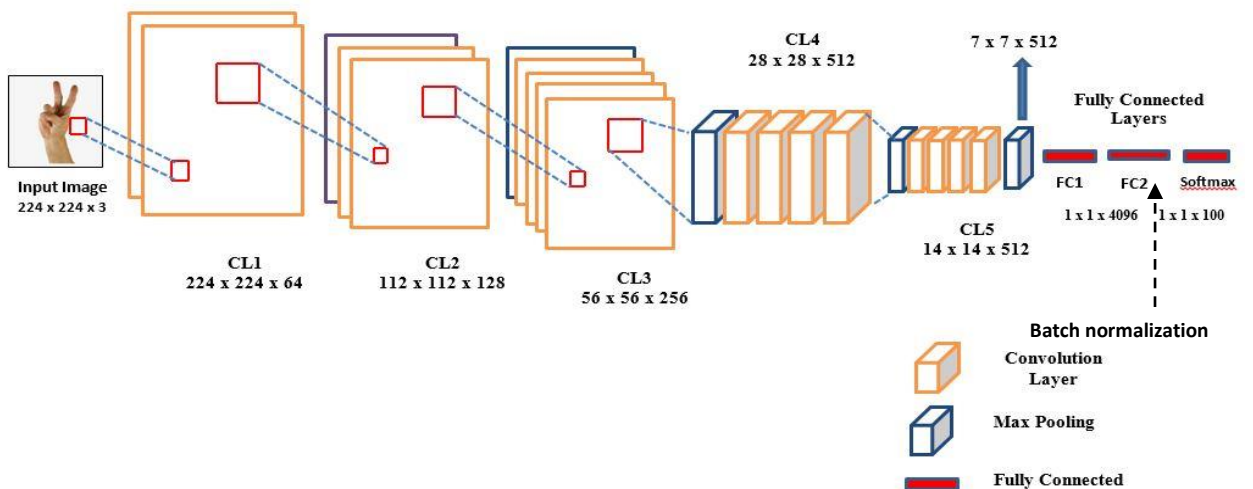 CL4
28 x 28 x 512
7 x 7 x 512
Fully Connected
Layers
Input Image
224 x 224 x 3
FC1
FC2
Softmax
1 x 1 x 4096
1 x 1 x 100
CL5
14 x 14 x 512
CL1
224 x 224 x 64
CL2
112 x 112 x 128
CL3
56 x 56 x 256
Batch normalization
Convolution
Layer
Max Pooling
Fully Connected